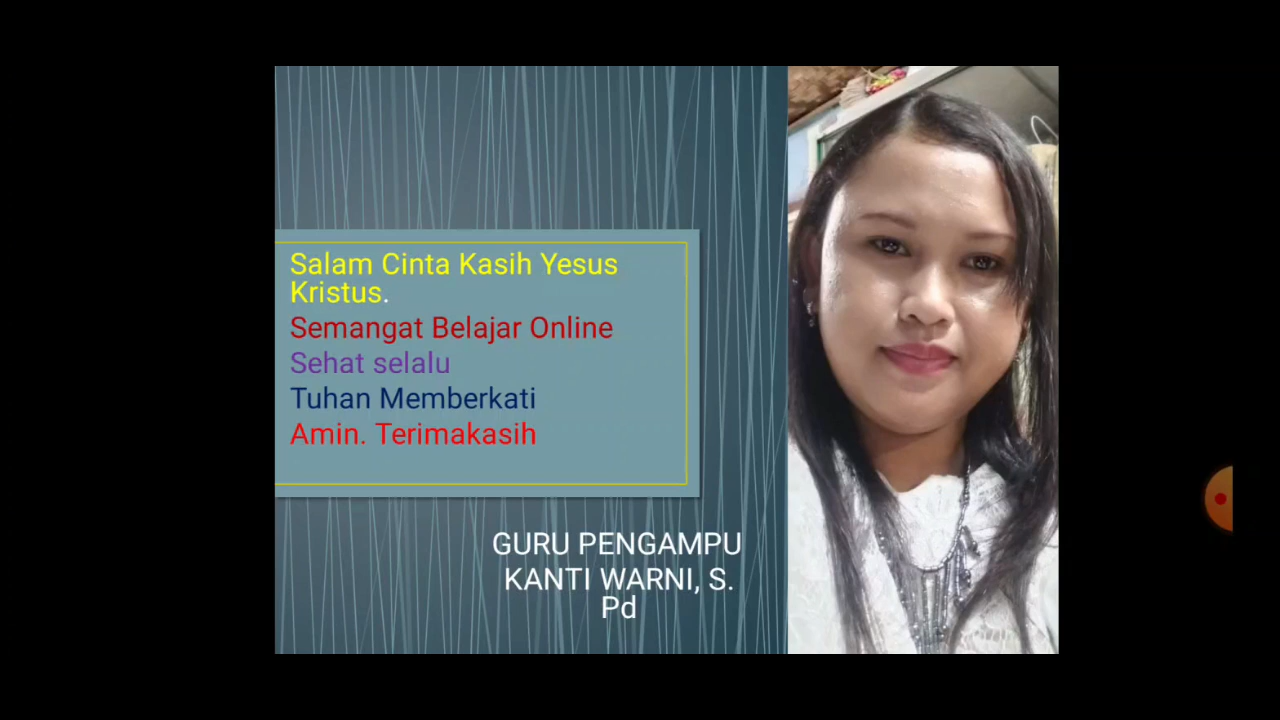 Salam Cinta Kasih Yesus
Kristus.
Semangat Belajar Online
Sehat selalu
Tuhan Memberkati
Amin. Terimakasih
GURU PENGAMPU
KANTI WARNI, S.
Pd